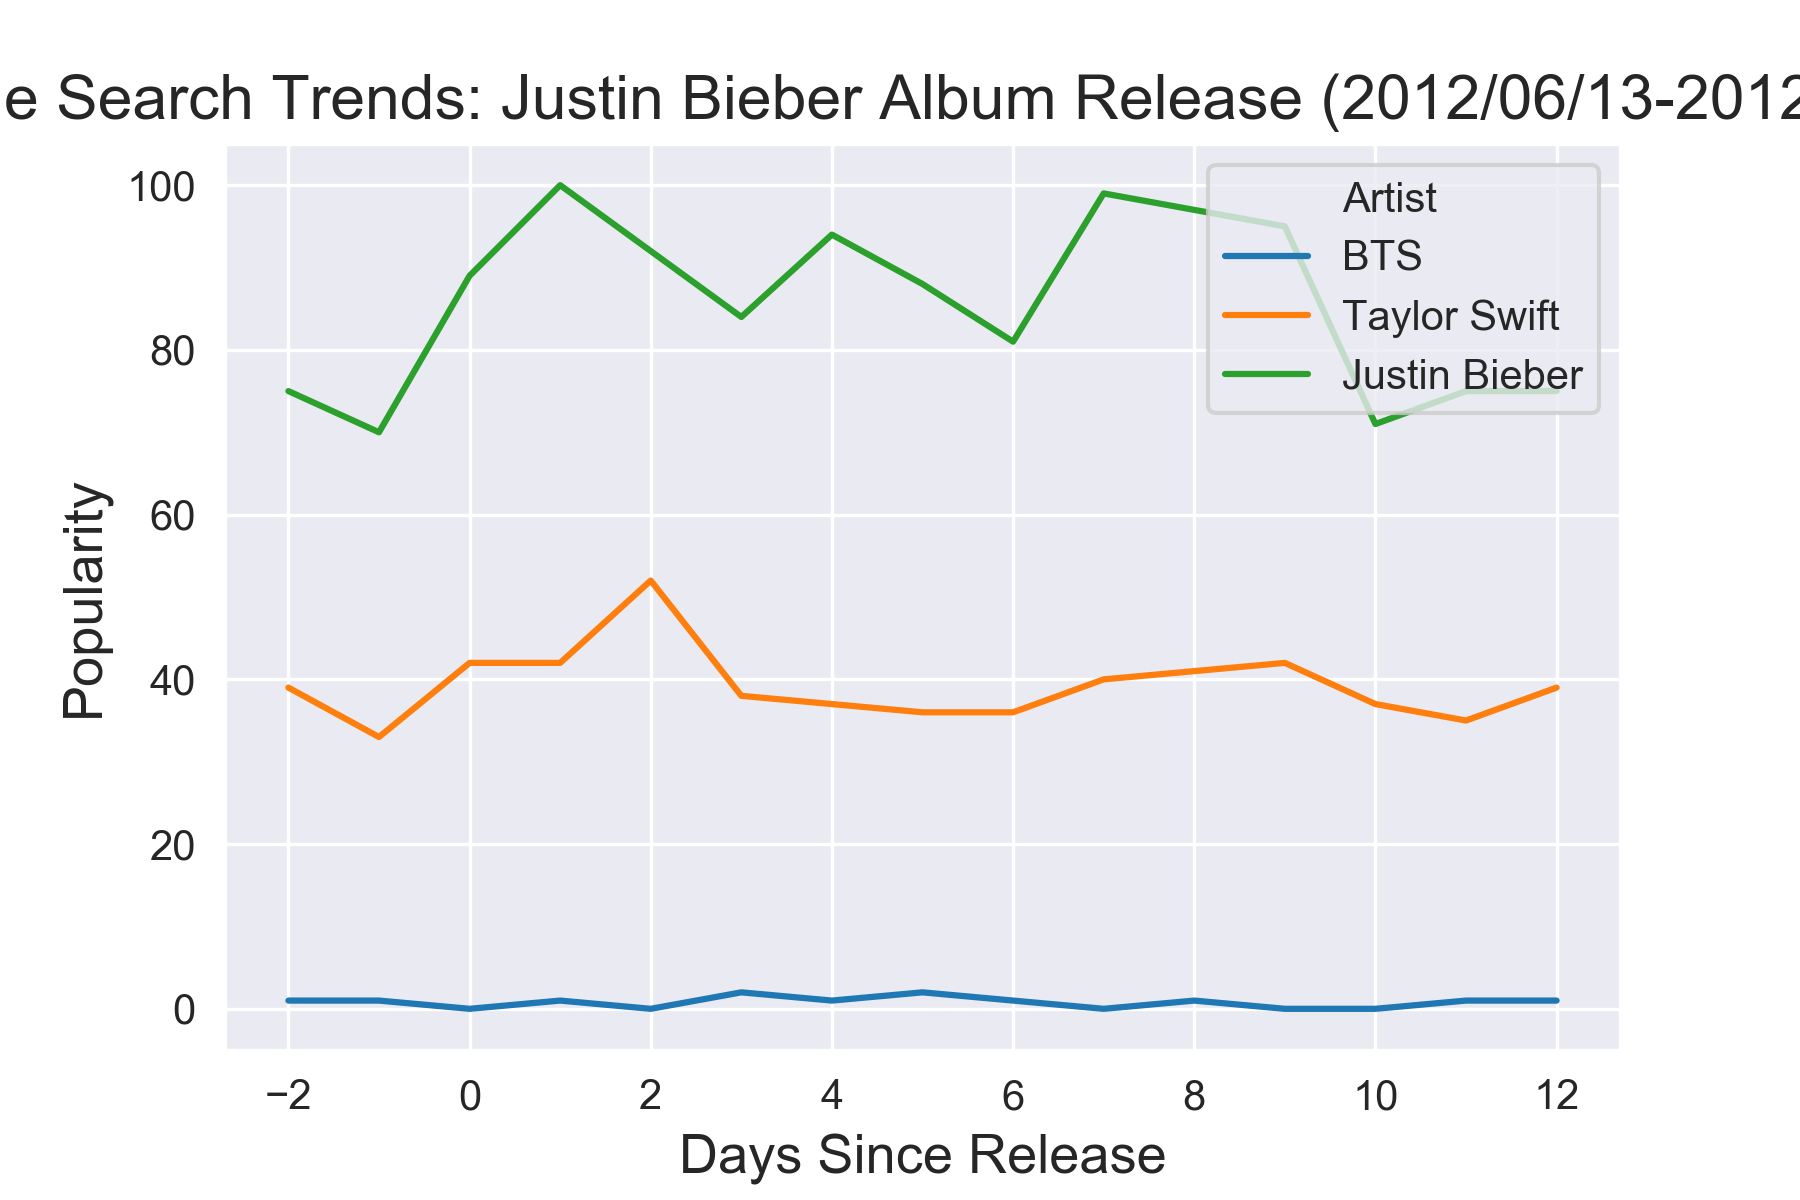 e Search Trends: Justin Bieber Album Release (2012/06/13-2012
Artist
BTS
Taylor Swift
Justin Bieber
100
80
60
40
20
0
Popularity
−2 0 2 4 6 8 10 12
Days Since Release